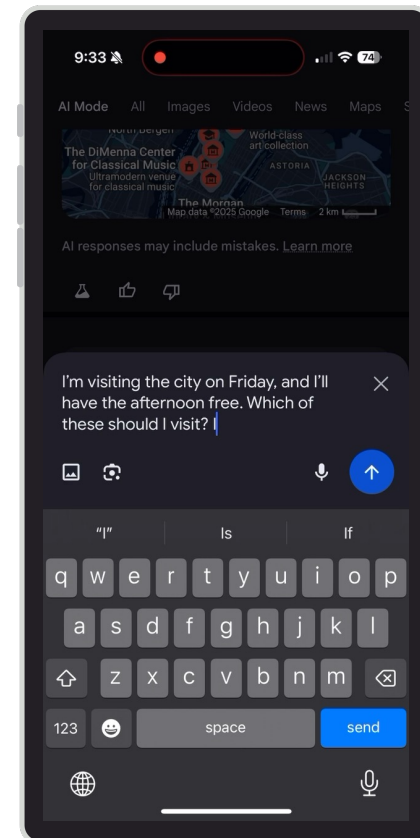 9:33
74
AI Mode All Images Videos News Maps S
North Bergen
World-class
art collection
The DiMenna Center
for Classical Music
Ultramodern venue
for classical music
ASTORIA
JACKSON
HEIGHTS
The Morgan
Map data ©2025 Google Terms 2 km
AI responses may include mistakes. Learn more
I'm visiting the city on Friday, and I'll
have the afternoon free. Which of
these should I visit? I
"I" Is If
q w e r t y u i o p
a s d f g h j k l
z x c v b n m
123 space send